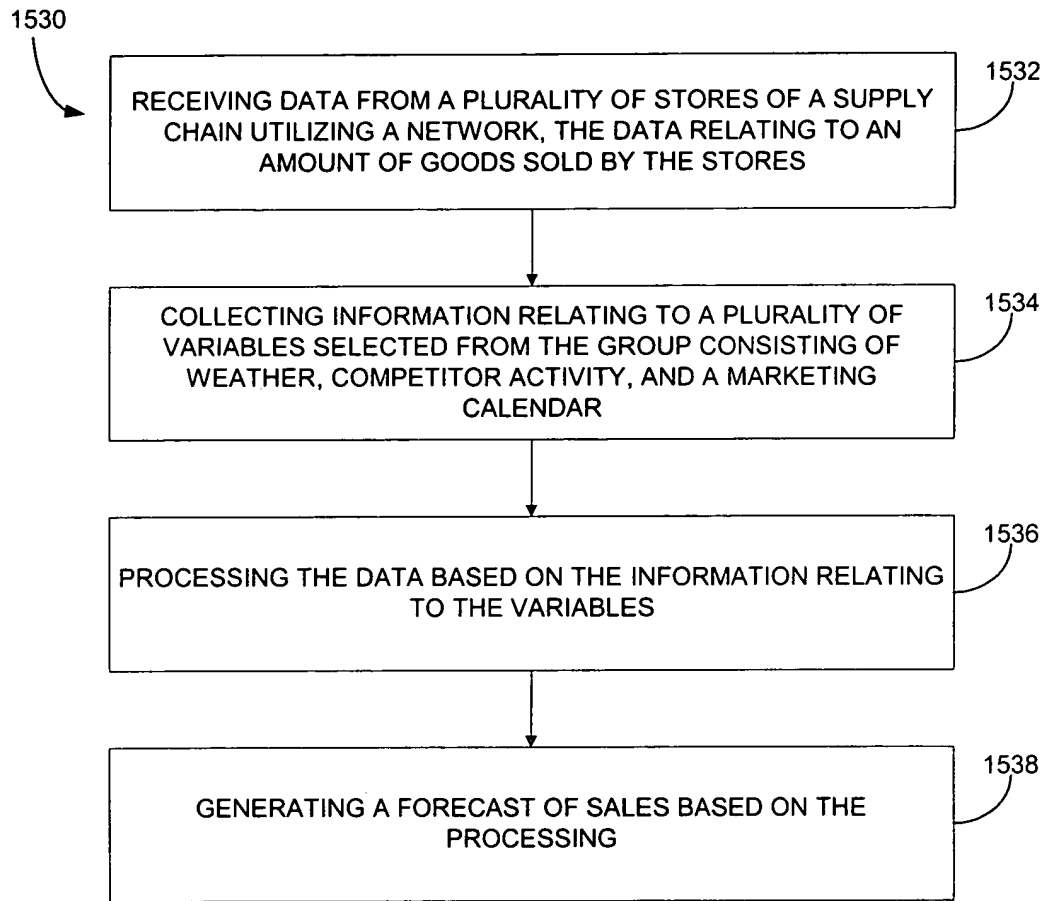 1530
1532
RECEIVING DATA FROM A PLURALITY OF STORES OF A SUPPLY
CHAIN UTILIZING A NETWORK, THE DATA RELATING TO AN
AMOUNT OF GOODS SOLD BY THE STORES
1534
COLLECTING INFORMATION RELATING TO A PLURALITY OF
VARIABLES SELECTED FROM THE GROUP CONSISTING OF
WEATHER, COMPETITOR ACTIVITY, AND A MARKETING
CALENDAR
1536
PROCESSING THE DATA BASED ON THE INFORMATION RELATING
TO THE VARIABLES
1538
GENERATING A FORECAST OF SALES BASED ON THE
PROCESSING